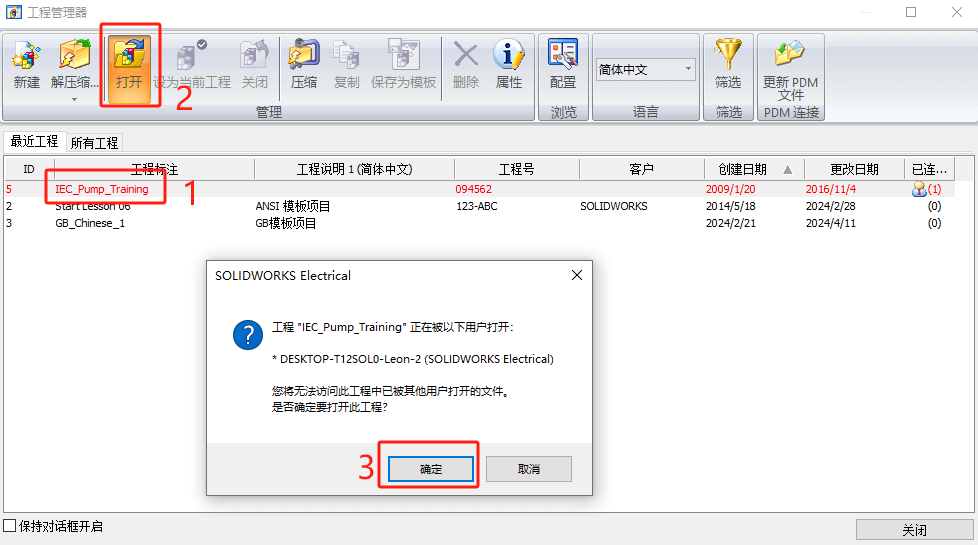 工程管理器
新建
解压缩...
打开
设为当前工程
关闭
压缩
复制
保存为模板
删除
属性
配置
简体中文
筛选
更新 PDM
文件
2
管理
浏览
语言
筛选
PDM 连接
最近工程 所有工程
ID 工程标注 工程说明 1 (简体中文) 工程号 客户 创建日期 更改日期 已连...
5 IEC_Pump_Training 094562 2009/1/20 2016/11/4 (1)
1
2 Start Lesson 06 ANSI 模板项目 123-ABC SOLIDWORKS 2014/5/18 2024/2/28 (0)
3 GB_Chinese_1 GB模板项目 2024/2/21 2024/4/11 (0)
SOLIDWORKS Electrical
?
工程 "IEC_Pump_Training" 正在被以下用户打开:
* DESKTOP-T12SOL0-Leon-2 (SOLIDWORKS Electrical)
您将无法访问此工程中已被其他用户打开的文件。
是否确定要打开此工程?
3 确定 取消
保持对话框开启
关闭